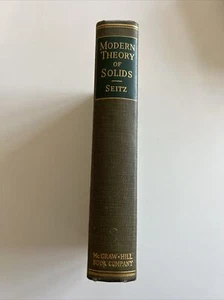 MODERN
THEORY
OF
SOLIDS
SEITZ
McGRAW-HILL
BOOK COMPANY